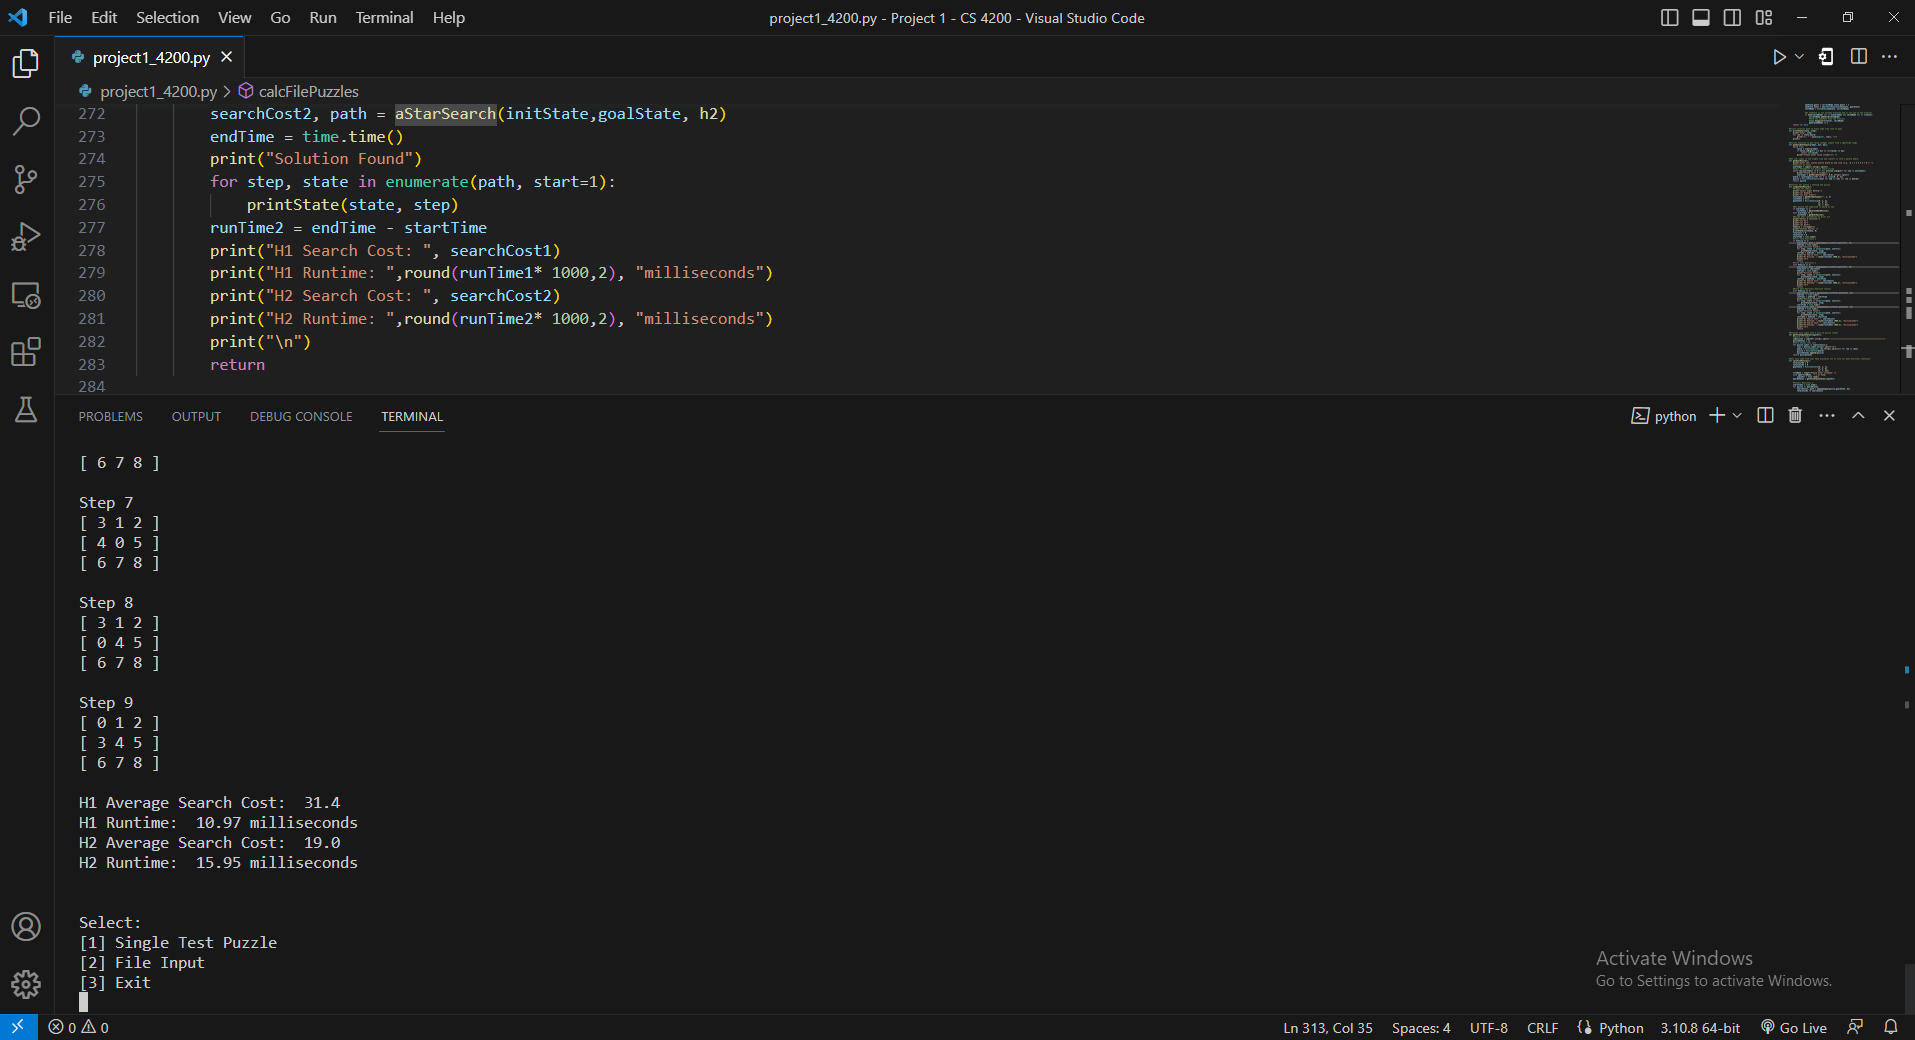 File Edit Selection View Go Run Terminal Help
project1_4200.py - Project 1 - CS 4200 - Visual Studio Code
project1_4200.py
project1_4200.py > calcFilePuzzles
272 searchCost2, path = aStarSearch(initState,goalState, h2)
273 endTime = time.time()
274 print("Solution Found")
275 for step, state in enumerate(path, start=1):
276 printState(state, step)
277 runTime2 = endTime - startTime
278 print("H1 Search Cost: ", searchCost1)
279 print("H1 Runtime: ",round(runTime1* 1000,2), "milliseconds")
280 print("H2 Search Cost: ", searchCost2)
281 print("H2 Runtime: ",round(runTime2* 1000,2), "milliseconds")
282 print("\n")
283 return
284
PROBLEMS OUTPUT DEBUG CONSOLE TERMINAL
python
[ 6 7 8 ]
Step 7
[ 3 1 2 ]
[ 4 0 5 ]
[ 6 7 8 ]
Step 8
[ 3 1 2 ]
[ 0 4 5 ]
[ 6 7 8 ]
Step 9
[ 0 1 2 ]
[ 3 4 5 ]
[ 6 7 8 ]
H1 Average Search Cost:  31.4
H1 Runtime:  10.97 milliseconds
H2 Average Search Cost:  19.0
H2 Runtime:  15.95 milliseconds
Select:
[1] Single Test Puzzle
[2] File Input
[3] Exit
Activate Windows
Go to Settings to activate Windows.
0 0
Ln 313, Col 35 Spaces: 4 UTF-8 CRLF Python 3.10.8 64-bit Go Live